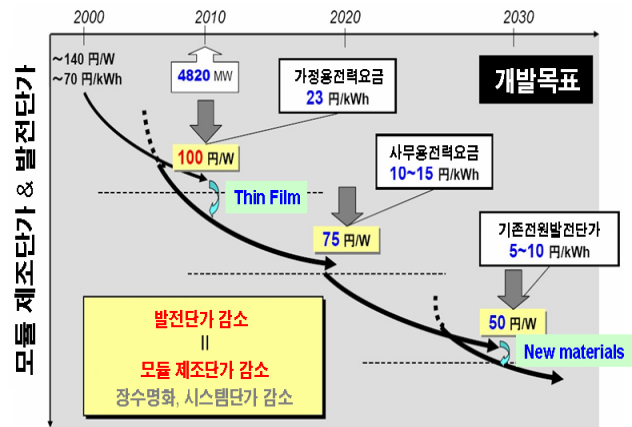 2000 2010 2020 2030
~140 円/W
~70 円/kWh
4820 MW
가정용전력요금
23 円/kWh
개발목표
100 円/W
사무용전력요금
10~15 円/kWh
Thin Film
75 円/W
기존전원발전단가
5~10 円/kWh
50 円/W
New materials
발전단가 감소
=
모듈 제조단가 감소
장수명화, 시스템단가 감소
모듈 제조단가 & 발전단가